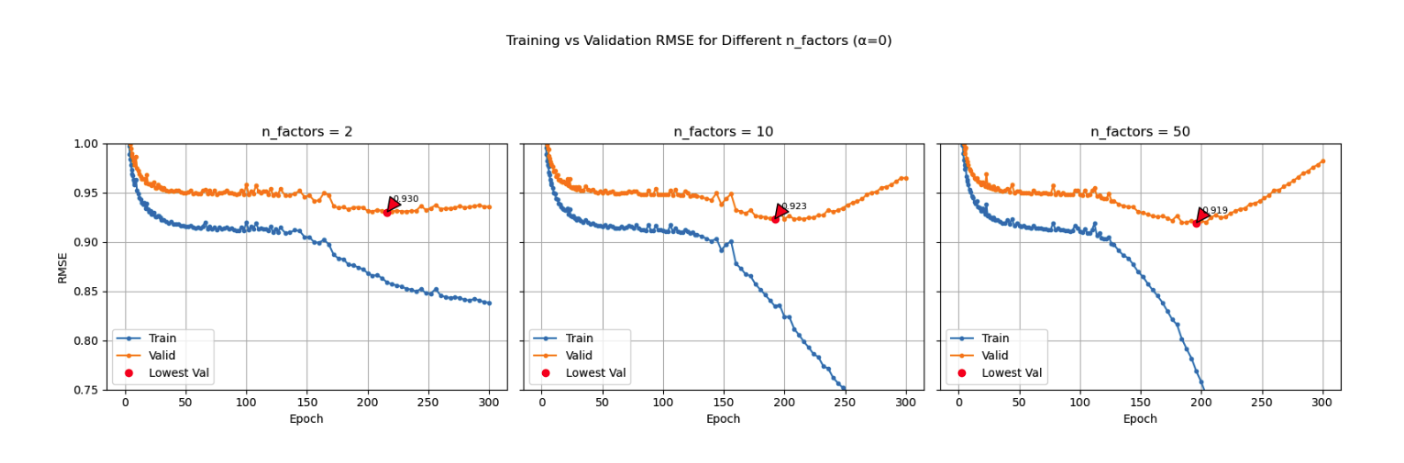 Training vs Validation RMSE for Different n_factors (α=0)
n_factors = 2
1.00
0.95
0.90
0.85
0.80
0.75
RMSE
0.930
Train
Valid
Lowest Val
0 50 100 150 200 250 300
Epoch
n_factors = 10
0.923
Train
Valid
Lowest Val
0 50 100 150 200 250 300
Epoch
n_factors = 50
0.919
Train
Valid
Lowest Val
0 50 100 150 200 250 300
Epoch